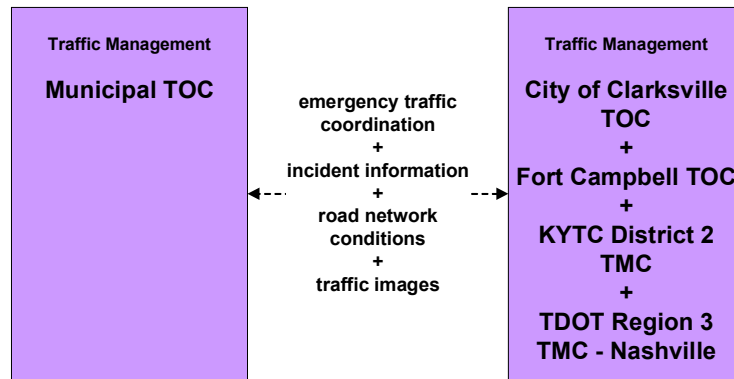 Traffic Management
Municipal TOC
emergency traffic
coordination
+
incident information
+
road network
conditions
+
traffic images
Traffic Management
City of Clarksville
TOC
+
Fort Campbell TOC
+
KYTC District 2
TMC
+
TDOT Region 3
TMC - Nashville